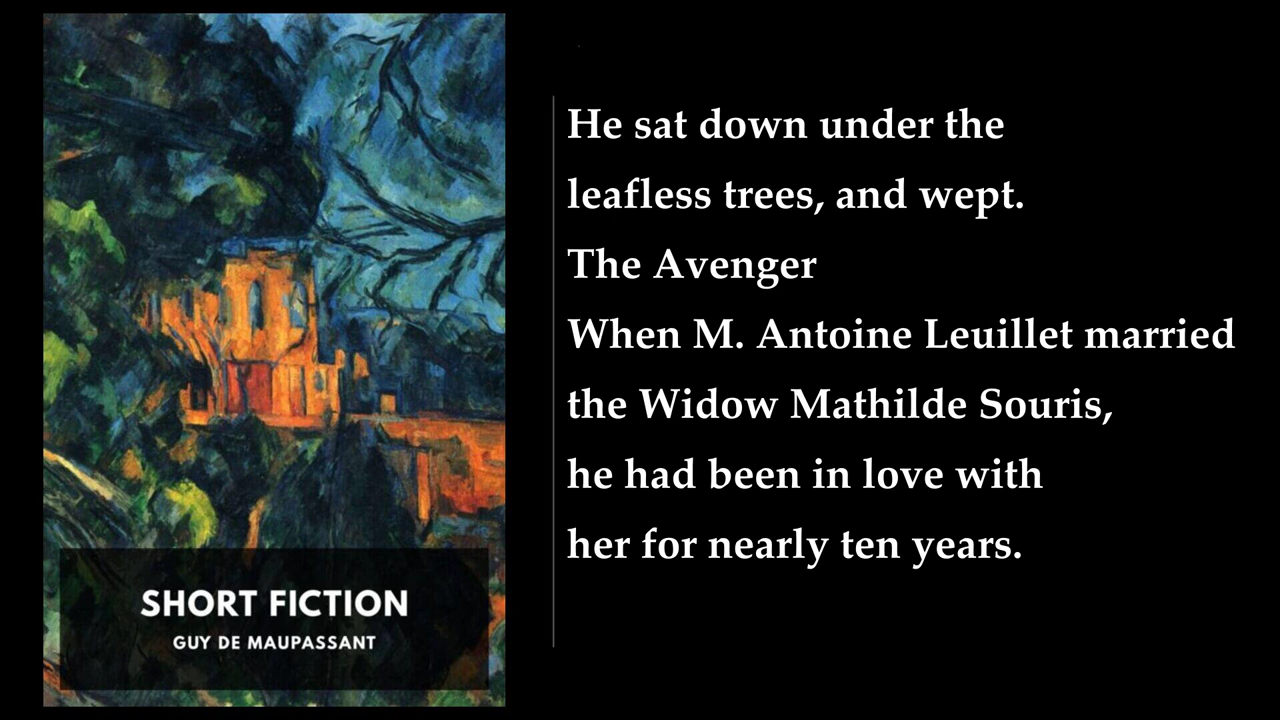 SHORT FICTION
GUY DE MAUPASSANT
He sat down under the
leafless trees, and wept.
The Avenger
When M. Antoine Leuillet married
the Widow Mathilde Souris,
he had been in love with
her for nearly ten years.